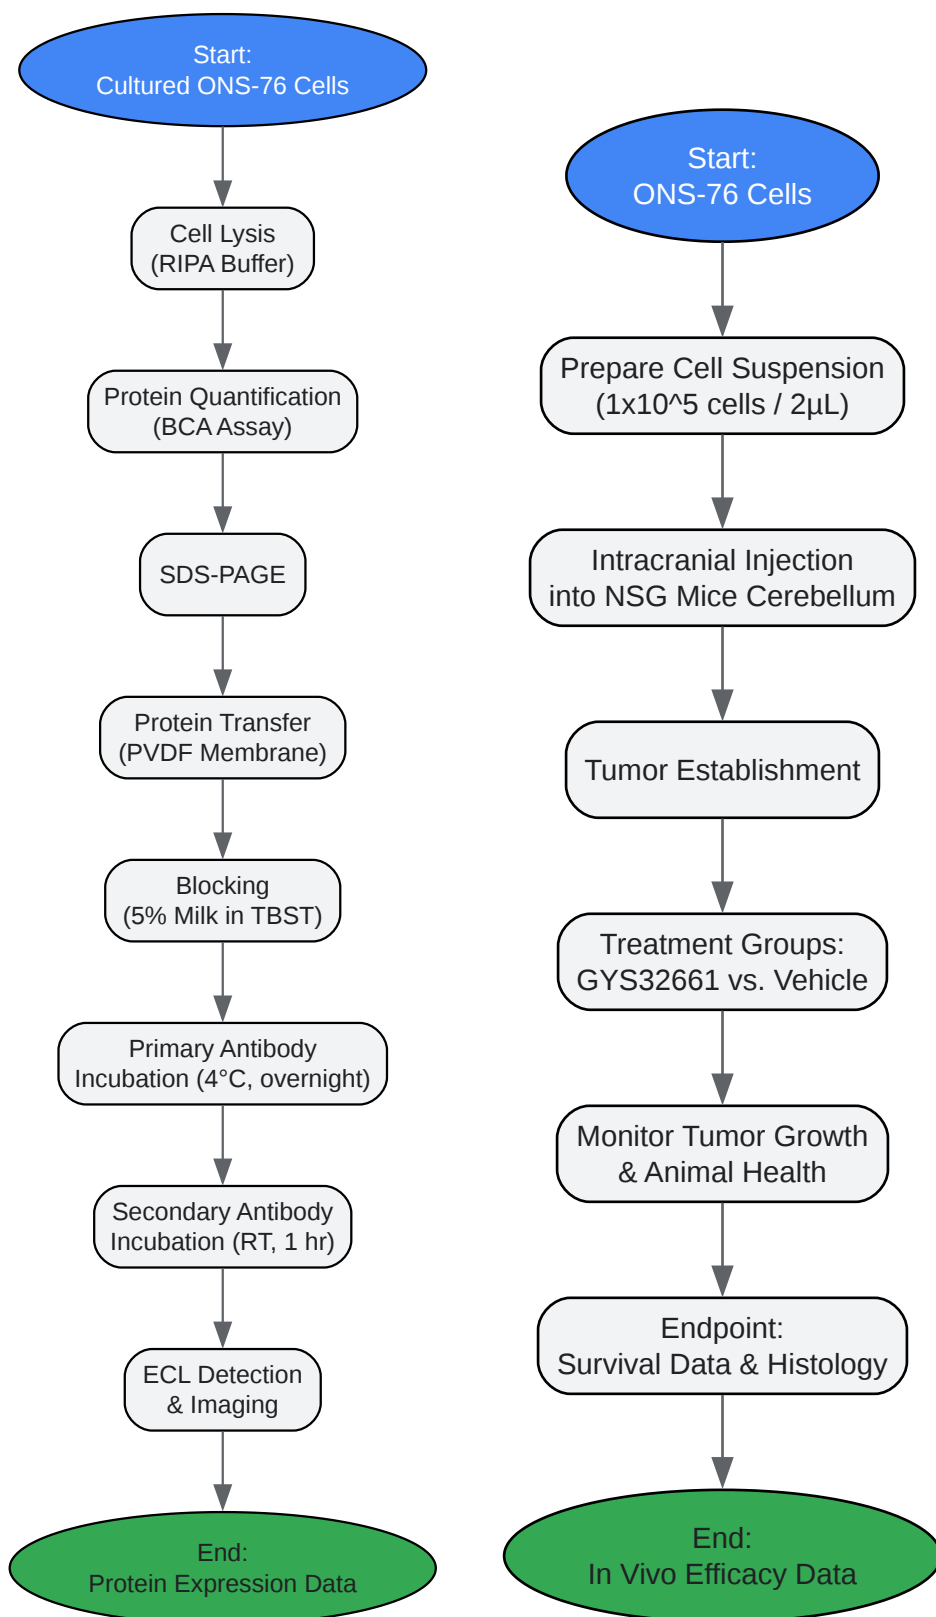 Start:
Cultured ONS-76 Cells
Cell Lysis
(RIPA Buffer)
Protein Quantification
(BCA Assay)
SDS-PAGE
Protein Transfer
(PVDF Membrane)
Blocking
(5% Milk in TBST)
Primary Antibody
Incubation (4°C, overnight)
Secondary Antibody
Incubation (RT, 1 hr)
ECL Detection
& Imaging
End:
Protein Expression Data
Start:
ONS-76 Cells
Prepare Cell Suspension
(1x10^5 cells / 2µL)
Intracranial Injection
into NSG Mice Cerebellum
Tumor Establishment
Treatment Groups:
GYS32661 vs. Vehicle
Monitor Tumor Growth
& Animal Health
Endpoint:
Survival Data & Histology
End:
In Vivo Efficacy Data